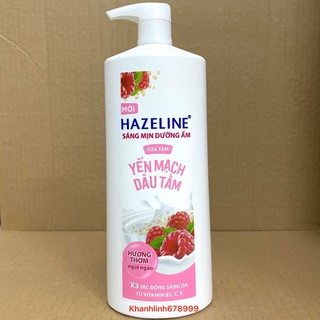 MỚI
HAZELINE®
SÁNG MỊN DƯỠNG ẨM
SỮA TẮM
YẾN MẠCH
DÂU TẰM
HƯƠNG
THƠM
ngọt ngào
X3 TÁC ĐỘNG SÁNG DA
TỪ VITAMIN B3, C, E
Khanhlinh678999